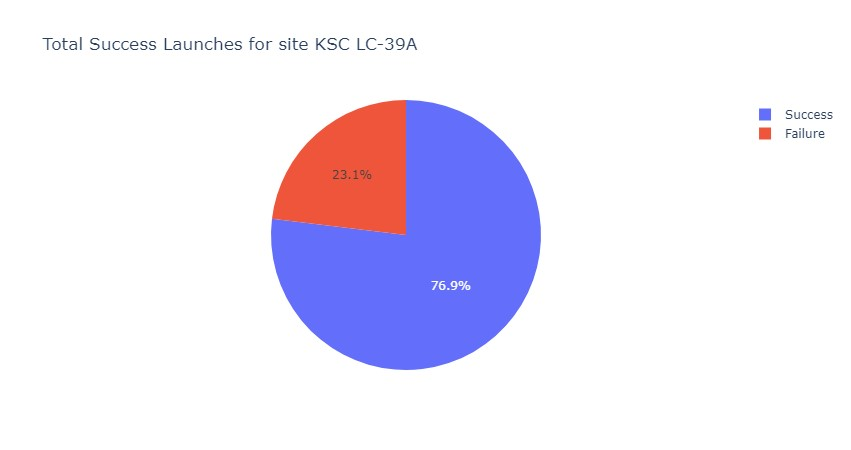 Total Success Launches for site KSC LC-39A
Success
Failure
23.1%
76.9%